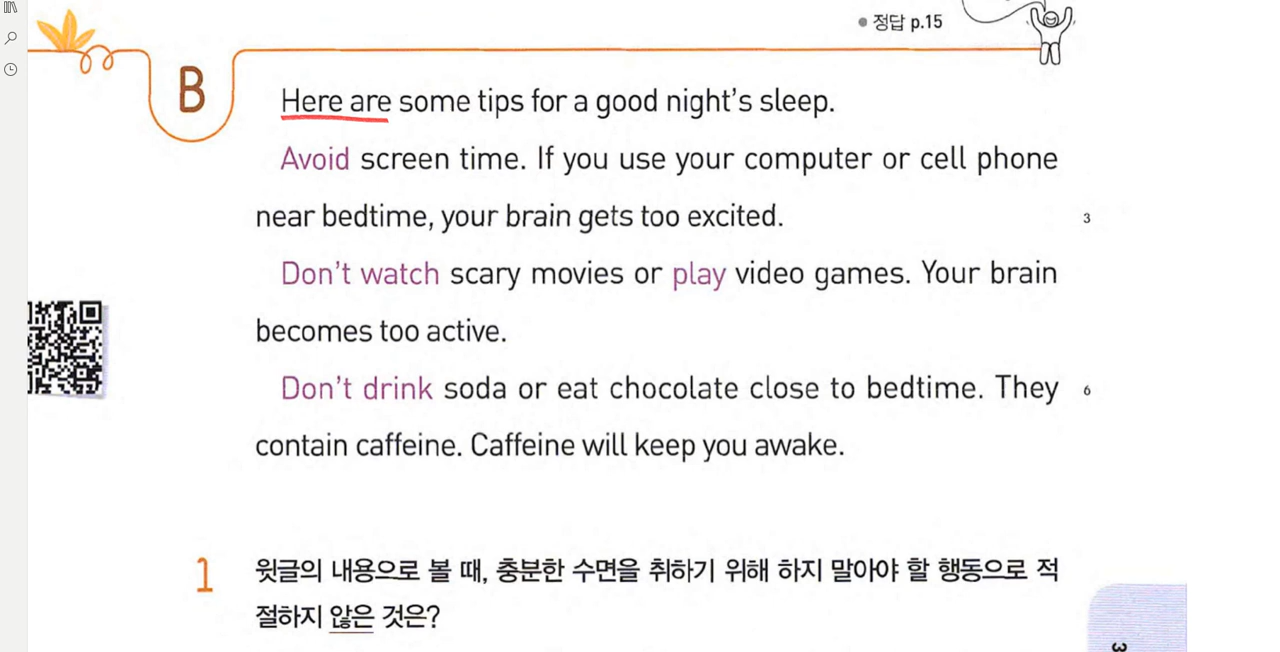 ● 정답 p.15
B
Here are some tips for a good night's sleep.
Avoid screen time. If you use your computer or cell phone
near bedtime, your brain gets too excited.
3
Don't watch scary movies or play video games. Your brain
becomes too active.
Don't drink soda or eat chocolate close to bedtime. They
6
contain caffeine. Caffeine will keep you awake.
1 윗글의 내용으로 볼 때, 충분한 수면을 취하기 위해 하지 말아야 할 행동으로 적
절하지 않은 것은?
3